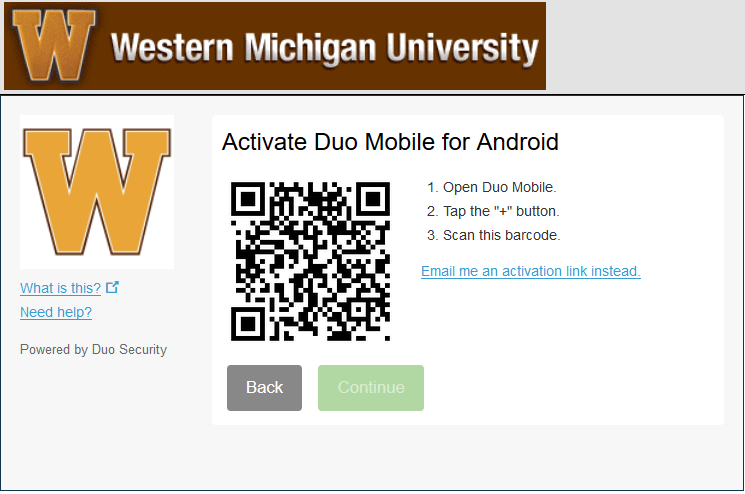 W Western Michigan University
W
What is this?
Need help?
Powered by Duo Security
Activate Duo Mobile for Android
1. Open Duo Mobile.
2. Tap the "+" button.
3. Scan this barcode.
Email me an activation link instead.
Back
Continue